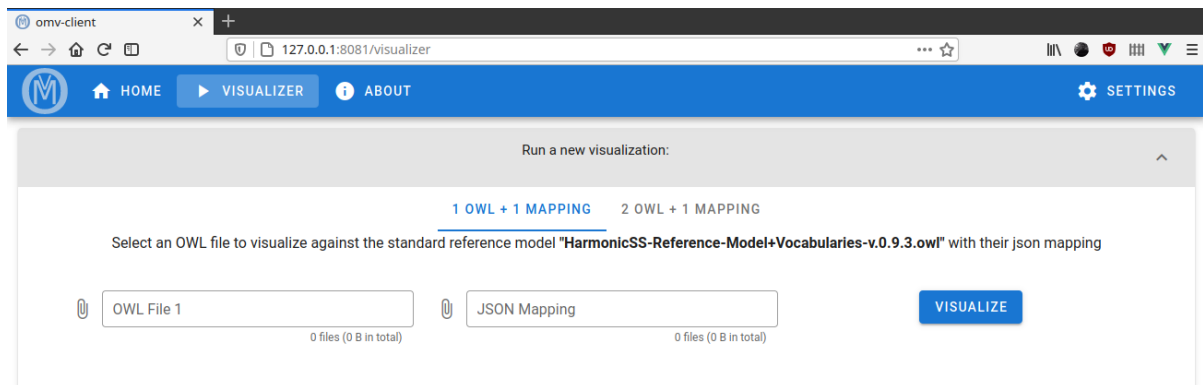 omv-client
127.0.0.1:8081/visualizer
HOME VISUALIZER ABOUT SETTINGS
Run a new visualization:
1 OWL + 1 MAPPING 2 OWL + 1 MAPPING
Select an OWL file to visualize against the standard reference model "HarmonicSS-Reference-Model+Vocabularies-v.0.9.3.owl" with their json mapping
OWL File 1 JSON Mapping VISUALIZE
0 files (0 B in total) 0 files (0 B in total)